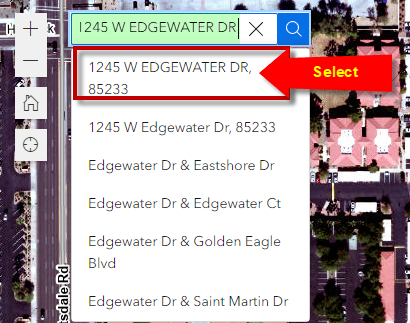 H
1245 W EDGEWATER DR
1245 W EDGEWATER DR,
85233
Select
1245 W Edgewater Dr, 85233
Edgewater Dr & Eastshore Dr
Edgewater Dr & Edgewater Ct
Edgewater Dr & Golden Eagle
Blvd
Edgewater Dr & Saint Martin Dr
sdale Rd